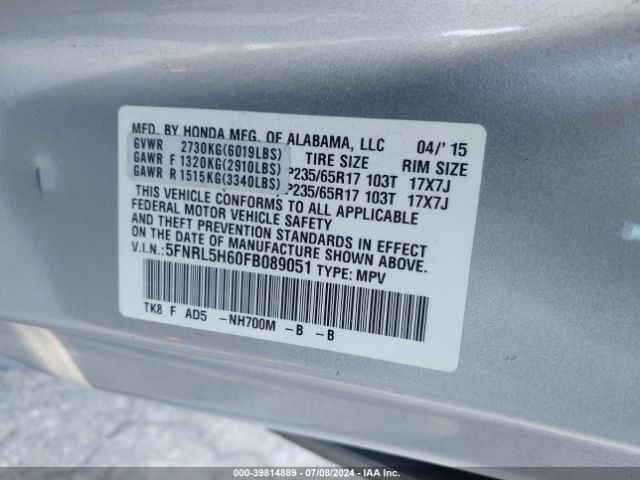 MFD. BY HONDA MFG. OF ALABAMA, LLC 04/'15
GVWR 2730KG(6019LBS) TIRE SIZE RIM SIZE
GAWR F 1320KG(2910LBS) P235/65R17 103T 17X7J
GAWR R 1515KG(3340LBS) P235/65R17 103T 17X7J
THIS VEHICLE CONFORMS TO ALL APPLICABLE
FEDERAL MOTOR VEHICLE SAFETY
AND THEFT PREVENTION STANDARDS IN EFFECT
ON THE DATE OF MANUFACTURE SHOWN ABOVE.
V.I.N.: 5FNRL5H60FB089051 TYPE: MPV
TK8 F AD5 -NH700M -B -B
000-39814889 - 07/08/2024 - IAA Inc.